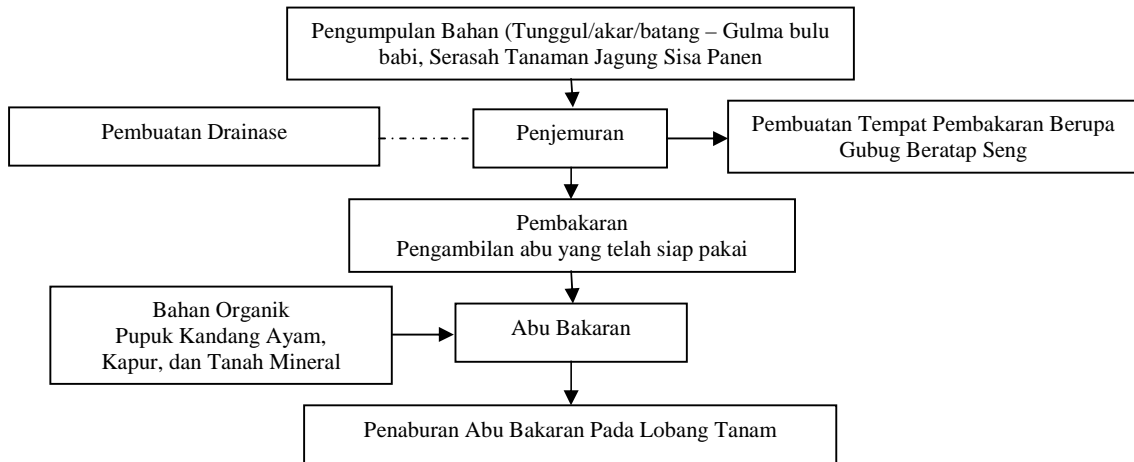 Pengumpulan Bahan (Tunggul/akar/batang – Gulma bulu
babi, Serasah Tanaman Jagung Sisa Panen
Pembuatan Drainase
Penjemuran
Pembuatan Tempat Pembakaran Berupa
Gubug Beratap Seng
Pembakaran
Pengambilan abu yang telah siap pakai
Bahan Organik
Pupuk Kandang Ayam,
Kapur, dan Tanah Mineral
Abu Bakaran
Penaburan Abu Bakaran Pada Lobang Tanam